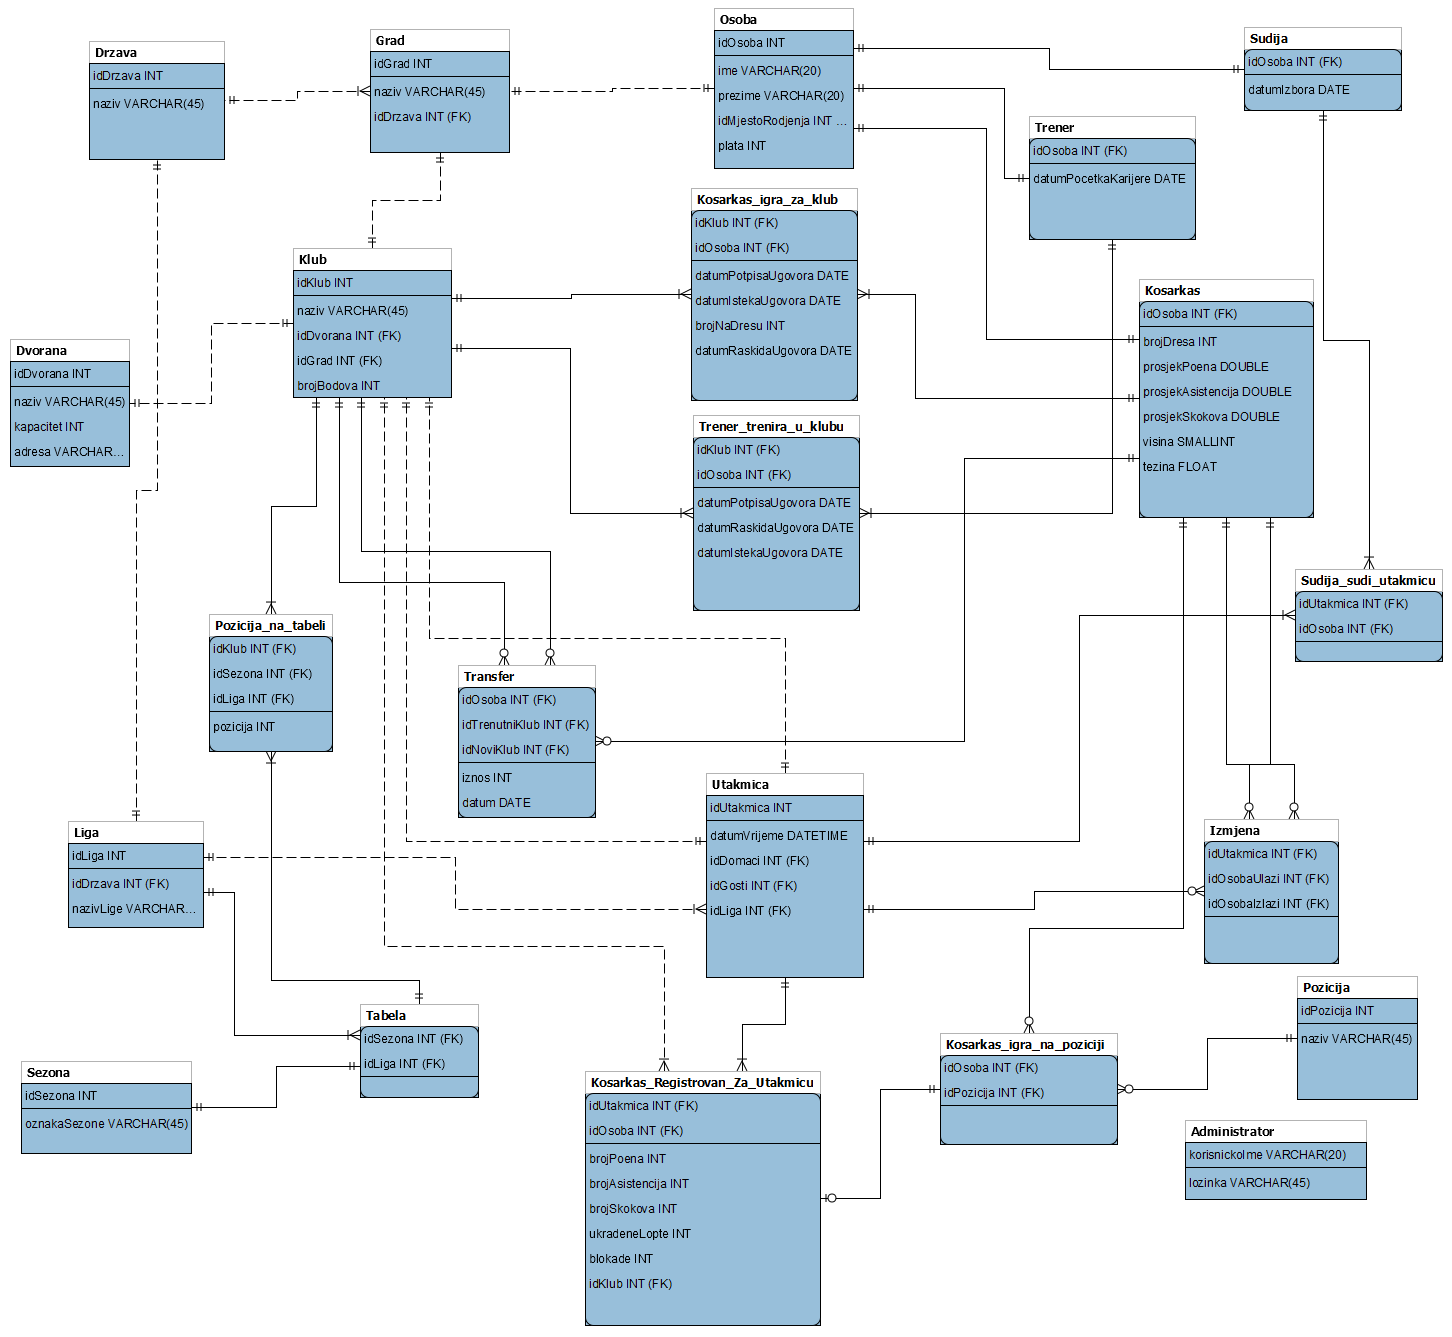 Drzava
idDrzava INT
naziv VARCHAR(45)
Grad
idGrad INT
naziv VARCHAR(45)
idDrzava INT (FK)
Osoba
idOsoba INT
ime VARCHAR(20)
prezime VARCHAR(20)
idMjestoRodjenja INT ...
plata INT
Sudija
idOsoba INT (FK)
datumIzbora DATE
Trener
idOsoba INT (FK)
datumPocetkaKarijere DATE
Kosarkas_igra_za_klub
idKlub INT (FK)
idOsoba INT (FK)
datumPotpisaUgovora DATE
datumIstekaUgovora DATE
brojNaDresu INT
datumRaskidaUgovora DATE
Klub
idKlub INT
naziv VARCHAR(45)
idDvorana INT (FK)
idGrad INT (FK)
brojBodova INT
Kosarkas
idOsoba INT (FK)
brojDresa INT
prosjekPoena DOUBLE
prosjekAsistencija DOUBLE
prosjekSkokova DOUBLE
visina SMALLINT
tezina FLOAT
Dvorana
idDvorana INT
naziv VARCHAR(45)
kapacitet INT
adresa VARCHAR...
Trener_trenira_u_klubu
idKlub INT (FK)
idOsoba INT (FK)
datumPotpisaUgovora DATE
datumRaskidaUgovora DATE
datumIstekaUgovora DATE
Sudija_sudi_utakmicu
idUtakmica INT (FK)
idOsoba INT (FK)
Pozicija_na_tabeli
idKlub INT (FK)
idSezona INT (FK)
idLiga INT (FK)
pozicija INT
Transfer
idOsoba INT (FK)
idTrenutniKlub INT (FK)
idNoviKlub INT (FK)
iznos INT
datum DATE
Utakmica
idUtakmica INT
datumVrijeme DATETIME
idDomaci INT (FK)
idGosti INT (FK)
idLiga INT (FK)
Liga
idLiga INT
idDrzava INT (FK)
nazivLige VARCHAR...
Izmjena
idUtakmica INT (FK)
idOsobaUlazi INT (FK)
idOsobaIzlazi INT (FK)
Tabela
idSezona INT (FK)
idLiga INT (FK)
Sezona
idSezona INT
oznakaSezone VARCHAR(45)
Kosarkas_Registrovan_Za_Utakmicu
idUtakmica INT (FK)
idOsoba INT (FK)
brojPoena INT
brojAsistencija INT
brojSkokova INT
ukradeneLopte INT
blokade INT
idKlub INT (FK)
Kosarkas_igra_na_poziciji
idOsoba INT (FK)
idPozicija INT (FK)
Pozicija
idPozicija INT
naziv VARCHAR(45)
Administrator
korisnickoIme VARCHAR(20)
lozinka VARCHAR(45)